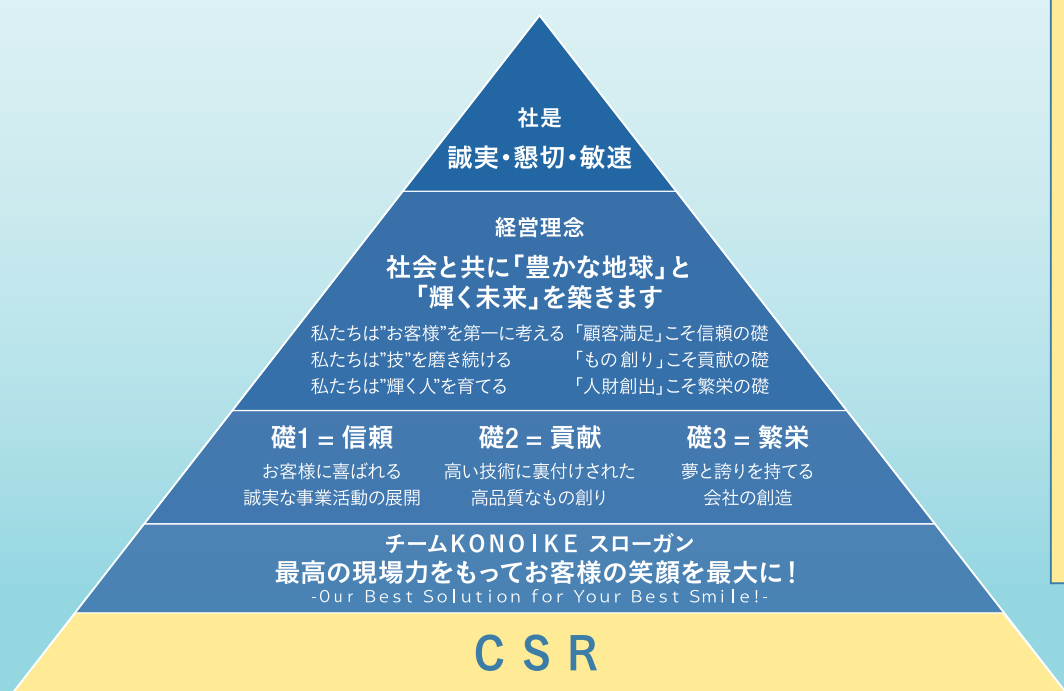 社是
誠実・懇切・敏速
経営理念
社会と共に「豊かな地球」と
「輝く未来」を築きます
私たちは”お客様”を第一に考える 「顧客満足」こそ信頼の礎
私たちは”技”を磨き続ける 「もの創り」こそ貢献の礎
私たちは”輝く人”を育てる 「人財創出」こそ繁栄の礎
礎1 = 信頼
お客様に喜ばれる
誠実な事業活動の展開
礎2 = 貢献
高い技術に裏付けされた
高品質なもの創り
礎3 = 繁栄
夢と誇りを持てる
会社の創造
チームKONOIKE スローガン
最高の現場力をもってお客様の笑顔を最大に！
-Our Best Solution for Your Best Smile!-
CSR